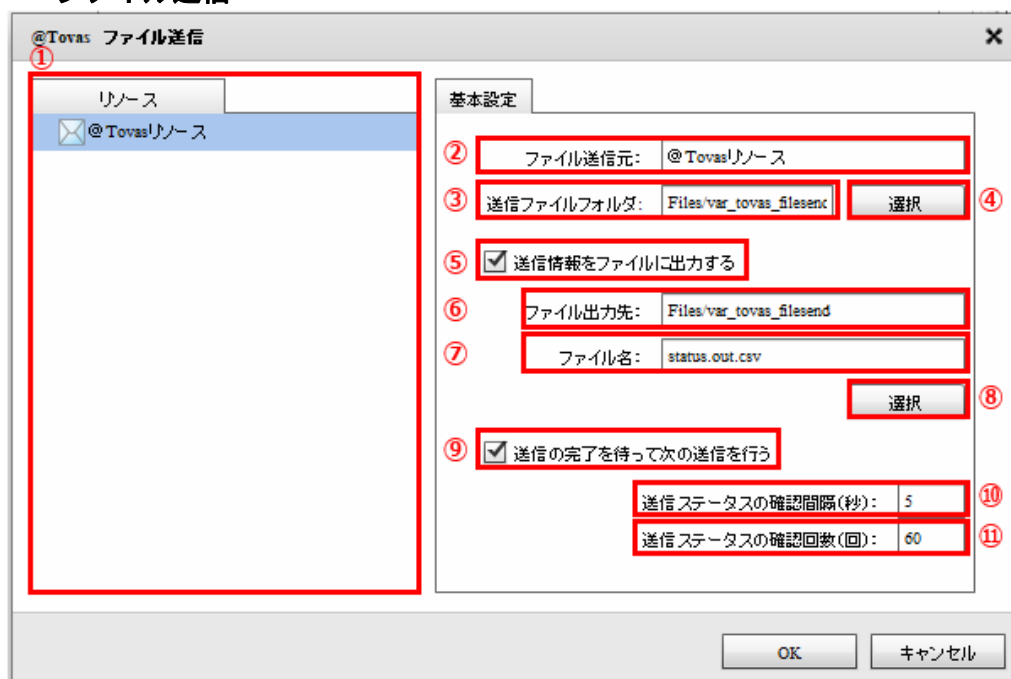 @Tovas ファイル送信
①
リソース
@Tovasリソース
基本設定
② ファイル送信元: @Tovasリソース
③ 送信ファイルフォルダ: Files/var_tovas_filesend 選択 ④
⑤ 送信情報をファイルに出力する
⑥ ファイル出力先: Files/var_tovas_filesend
⑦ ファイル名: status.out.csv
選択 ⑧
⑨ 送信の完了を待って次の送信を行う
送信ステータスの確認間隔(秒): 5 ⑩
送信ステータスの確認回数(回): 60 ⑪
OK キャンセル